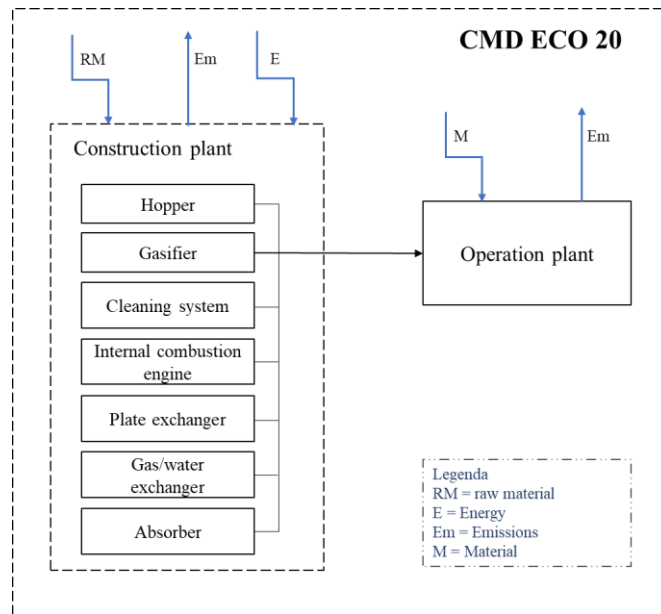 CMD ECO 20
RM
Em
E
Construction plant
Hopper
Gasifier
Cleaning system
Internal combustion
engine
Plate exchanger
Gas/water
exchanger
Absorber
M
Em
Operation plant
Legenda
RM = raw material
E = Energy
Em = Emissions
M = Material